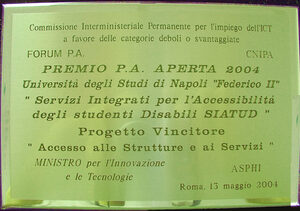 Commissione Interministeriale Permanente per l'impiego dell'ICT
a favore delle categorie deboli o svantaggiate
FORUM P.A. CNIPA
PREMIO P.A. APERTA 2004
Università degli Studi di Napoli "Federico II"
" Servizi Integrati per l'Accessibilità
degli studenti Disabili SIATUD "
Progetto Vincitore
" Accesso alle Strutture e ai Servizi "
MINISTRO per l'Innovazione ASPHI
e le Tecnologie
Roma, 13 maggio 2004